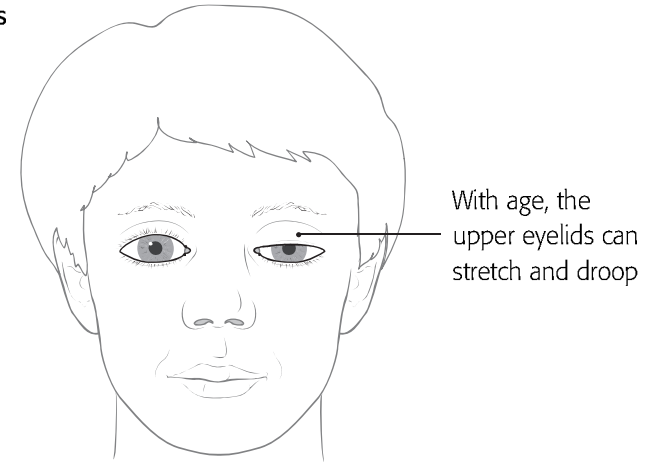 s
With age, the
upper eyelids can
stretch and droop